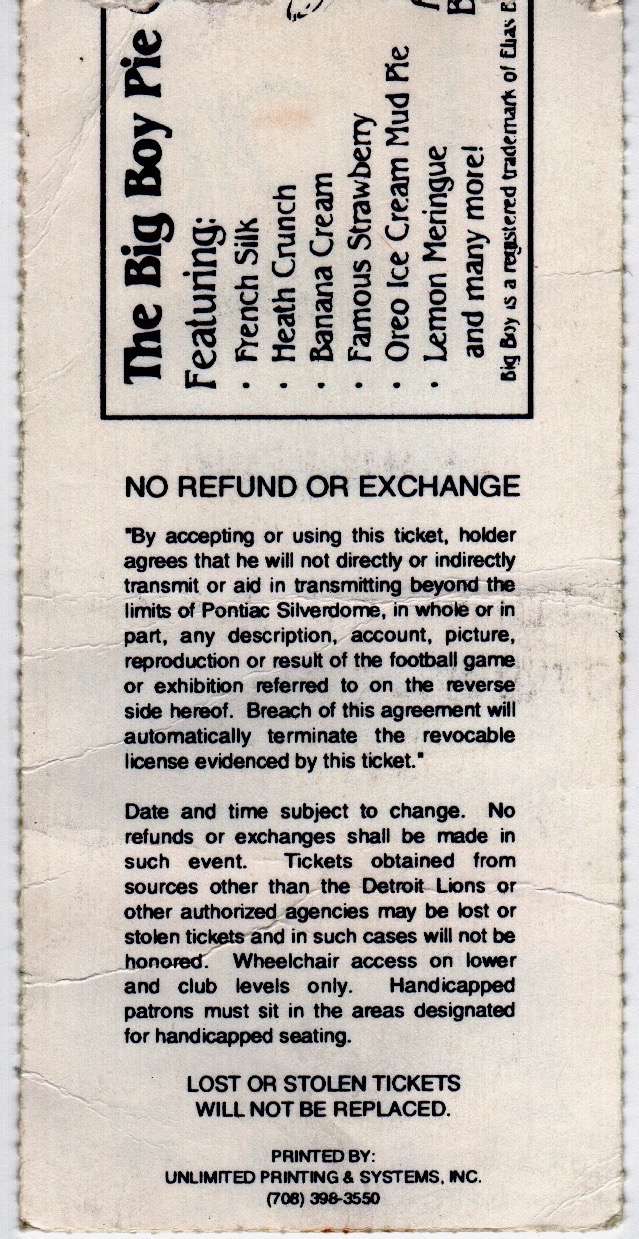 The Big Boy Pie
Featuring:
• French Silk
• Heath Crunch
• Banana Cream
• Famous Strawberry
• Oreo Ice Cream Mud Pie
• Lemon Meringue
and many more!
Big Boy is a registered trademark of Elias
NO REFUND OR EXCHANGE
"By accepting or using this ticket, holder
agrees that he will not directly or indirectly
transmit or aid in transmitting beyond the
limits of Pontiac Silverdome, in whole or in
part, any description, account, picture,
reproduction or result of the football game
or exhibition referred to on the reverse
side hereof. Breach of this agreement will
automatically terminate the revocable
license evidenced by this ticket."
Date and time subject to change. No
refunds or exchanges shall be made in
such event. Tickets obtained from
sources other than the Detroit Lions or
other authorized agencies may be lost or
stolen tickets and in such cases will not be
honored. Wheelchair access on lower
and club levels only. Handicapped
patrons must sit in the areas designated
for handicapped seating.
LOST OR STOLEN TICKETS
WILL NOT BE REPLACED.
PRINTED BY:
UNLIMITED PRINTING & SYSTEMS, INC.
(708) 398-3550